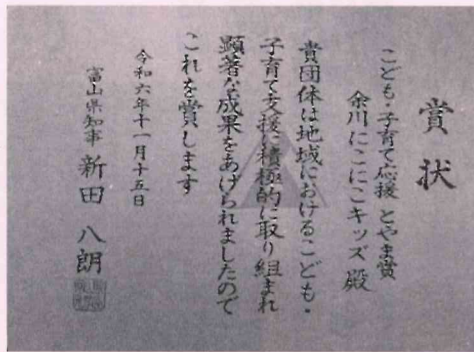 賞状
こども・子育て応援とやま賞
余川にこにこキッズ 殿
貴団体は地域におけるこども・
子育て支援に積極的に取り組まれ
顕著な成果をあげられましたので
これを賞します
令和六年十一月十五日
富山県知事 新田 八朗